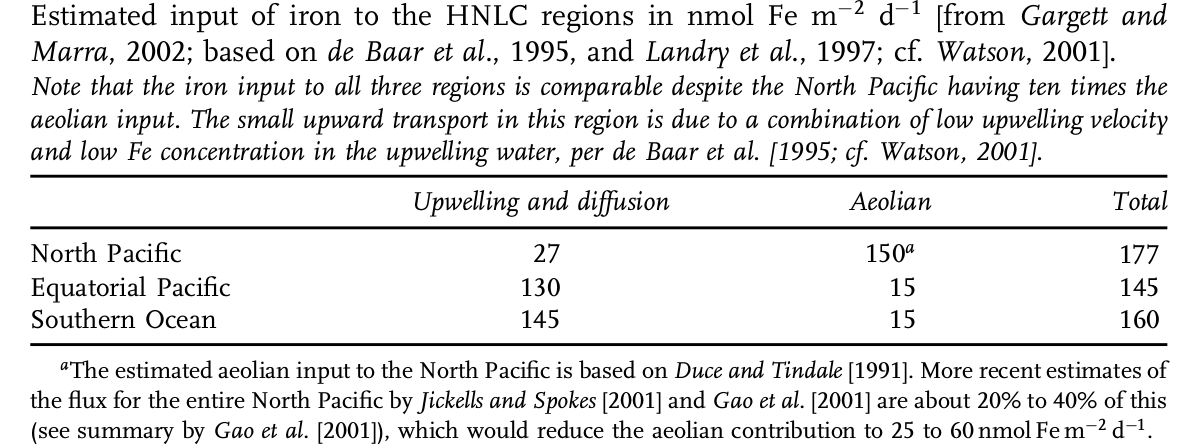 Estimated input of iron to the HNLC regions in nmol Fe m⁻² d⁻¹ [from Gargett and
Marra, 2002; based on de Baar et al., 1995, and Landry et al., 1997; cf. Watson, 2001].
Note that the iron input to all three regions is comparable despite the North Pacific having ten times the
aeolian input. The small upward transport in this region is due to a combination of low upwelling velocity
and low Fe concentration in the upwelling water, per de Baar et al. [1995; cf. Watson, 2001].
Upwelling and diffusion Aeolian Total
North Pacific 27 150ᵃ 177
Equatorial Pacific 130 15 145
Southern Ocean 145 15 160
ᵃThe estimated aeolian input to the North Pacific is based on Duce and Tindale [1991]. More recent estimates of
the flux for the entire North Pacific by Jickells and Spokes [2001] and Gao et al. [2001] are about 20% to 40% of this
(see summary by Gao et al. [2001]), which would reduce the aeolian contribution to 25 to 60 nmol Fe m⁻² d⁻¹.